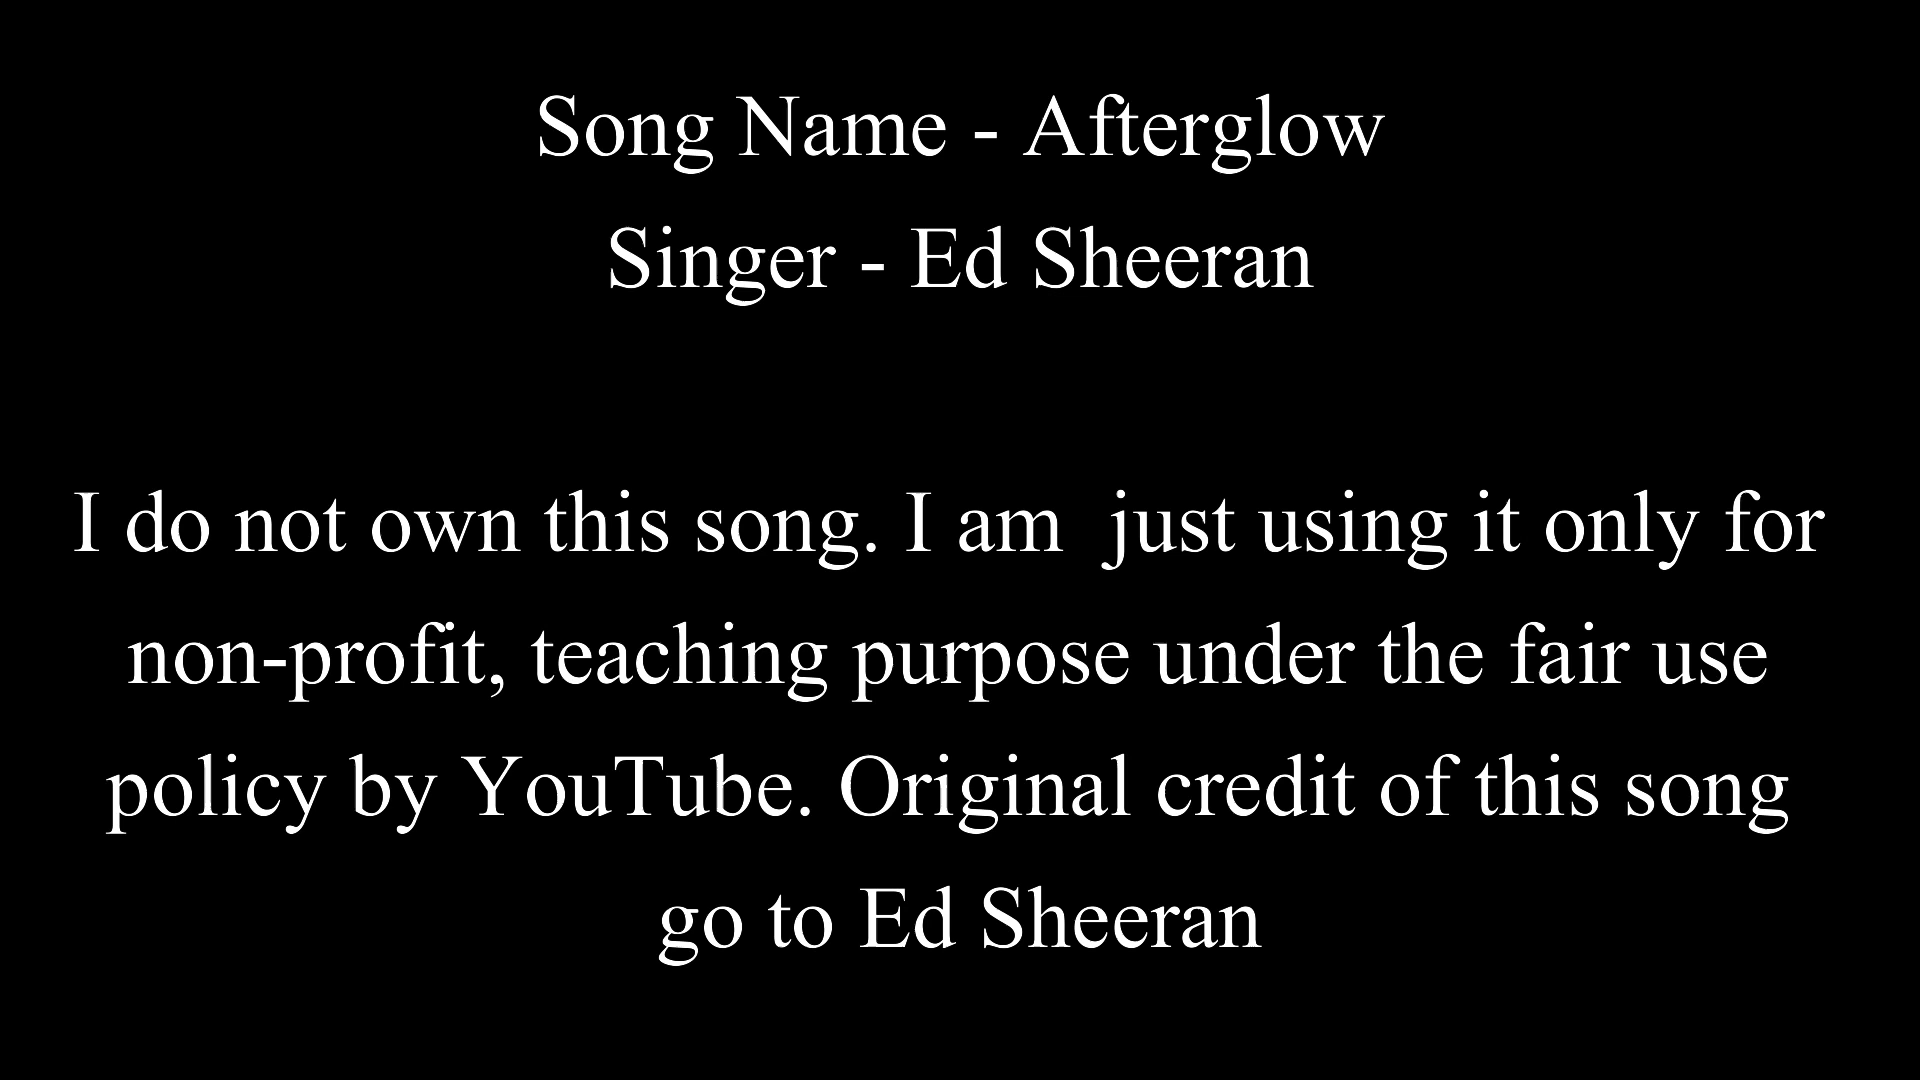 Song Name - Afterglow
Singer - Ed Sheeran
I do not own this song. I am  just using it only for
non-profit, teaching purpose under the fair use
policy by YouTube. Original credit of this song
go to Ed Sheeran